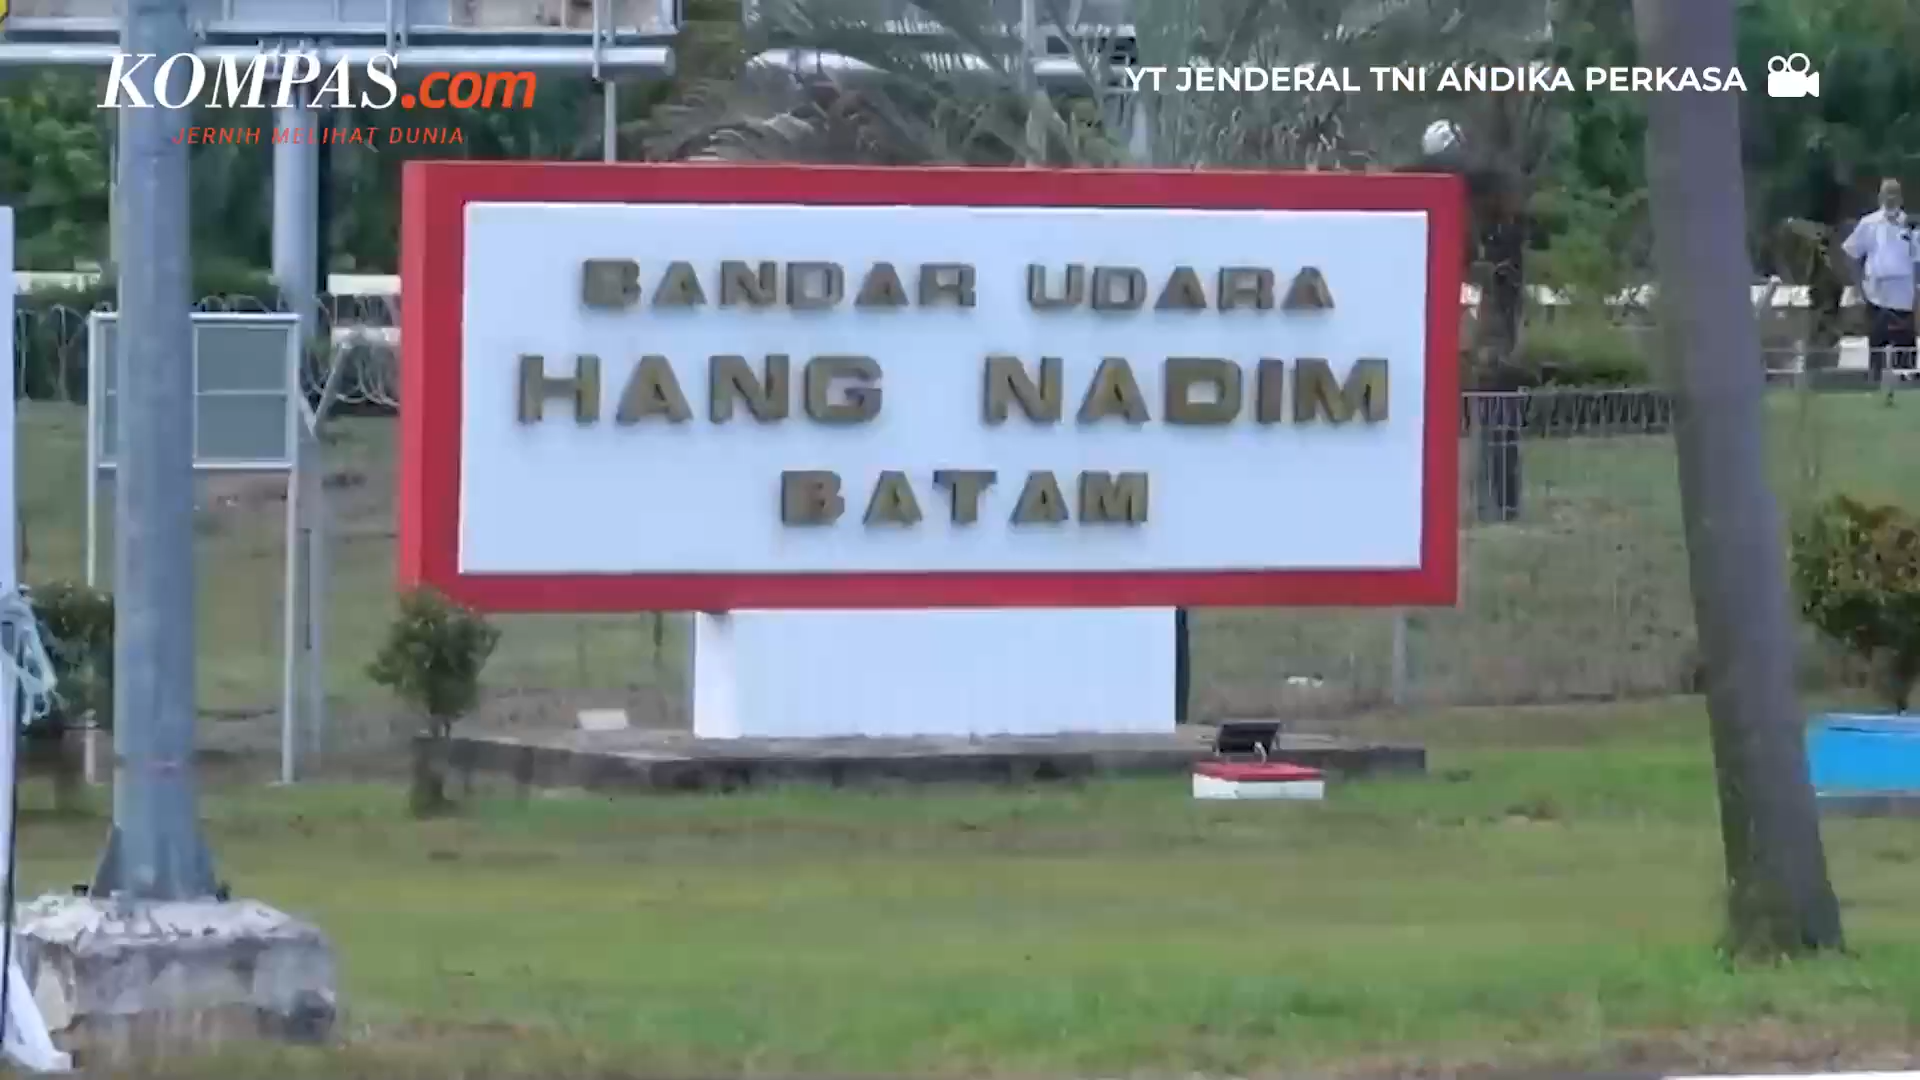 KOMPAS.com
JERNIH MELIHAT DUNIA
YT JENDERAL TNI ANDIKA PERKASA
BANDAR UDARA
HANG NADIM
BATAM